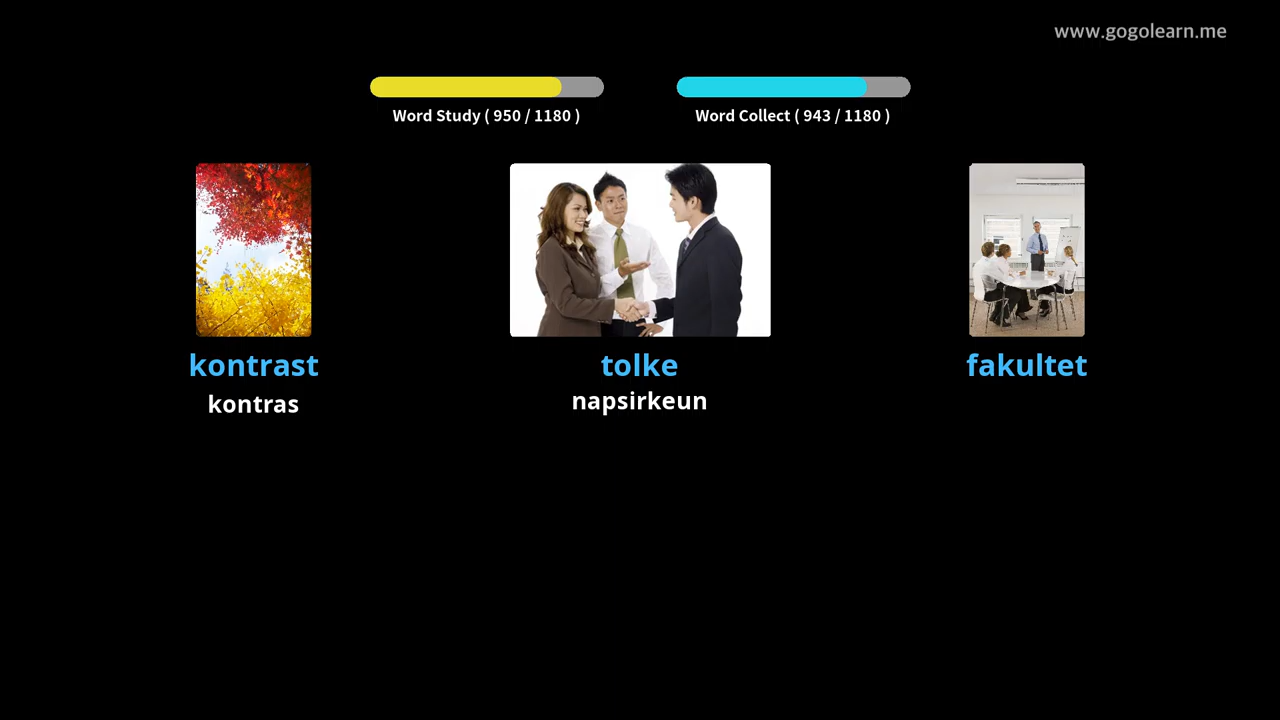 www.gogolearn.me
Word Study ( 950 / 1180 )
Word Collect ( 943 / 1180 )
kontrast
tolke
fakultet
kontras
napsirkeun